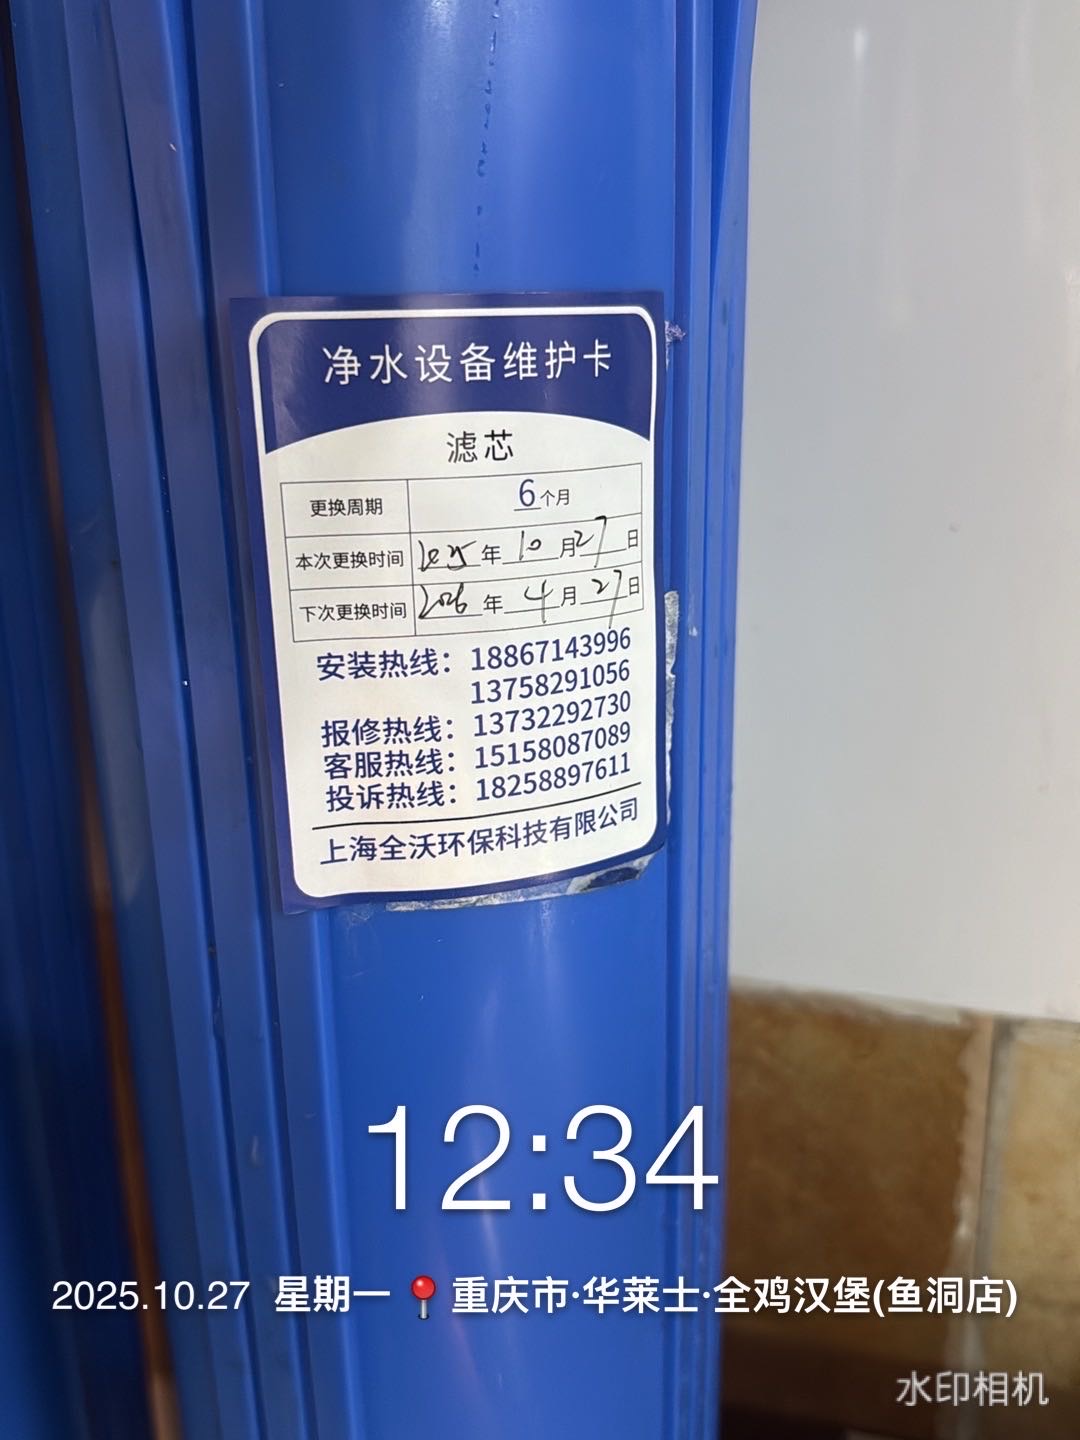 净水设备维护卡
滤芯
更换周期 6个月
本次更换时间 2025年10月27日
下次更换时间 2026年4月27日
安装热线：18867143996
13758291056
报修热线：13732292730
客服热线：15158087089
投诉热线：18258897611
上海全沃环保科技有限公司
12:34
2025.10.27 星期一 📍重庆市·华莱士·全鸡汉堡(鱼洞店)
水印相机